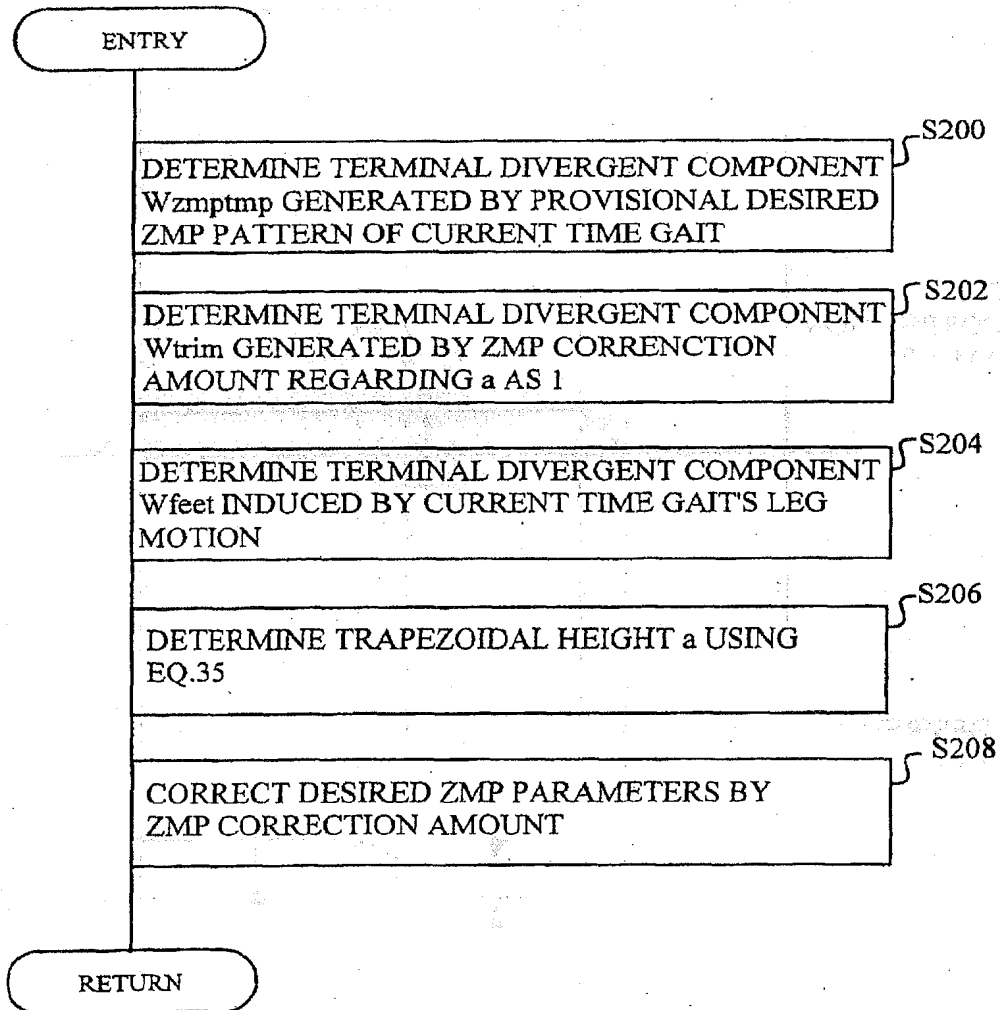 ENTRY
S200
DETERMINE TERMINAL DIVERGENT COMPONENT
Wzmptmp GENERATED BY PROVISIONAL DESIRED
ZMP PATTERN OF CURRENT TIME GAIT
S202
DETERMINE TERMINAL DIVERGENT COMPONENT
Wtrim GENERATED BY ZMP CORRENCTION
AMOUNT REGARDING a AS 1
S204
DETERMINE TERMINAL DIVERGENT COMPONENT
Wfeet INDUCED BY CURRENT TIME GAIT'S LEG
MOTION
S206
DETERMINE TRAPEZOIDAL HEIGHT a USING
EQ.35
S208
CORRECT DESIRED ZMP PARAMETERS BY
ZMP CORRECTION AMOUNT
RETURN